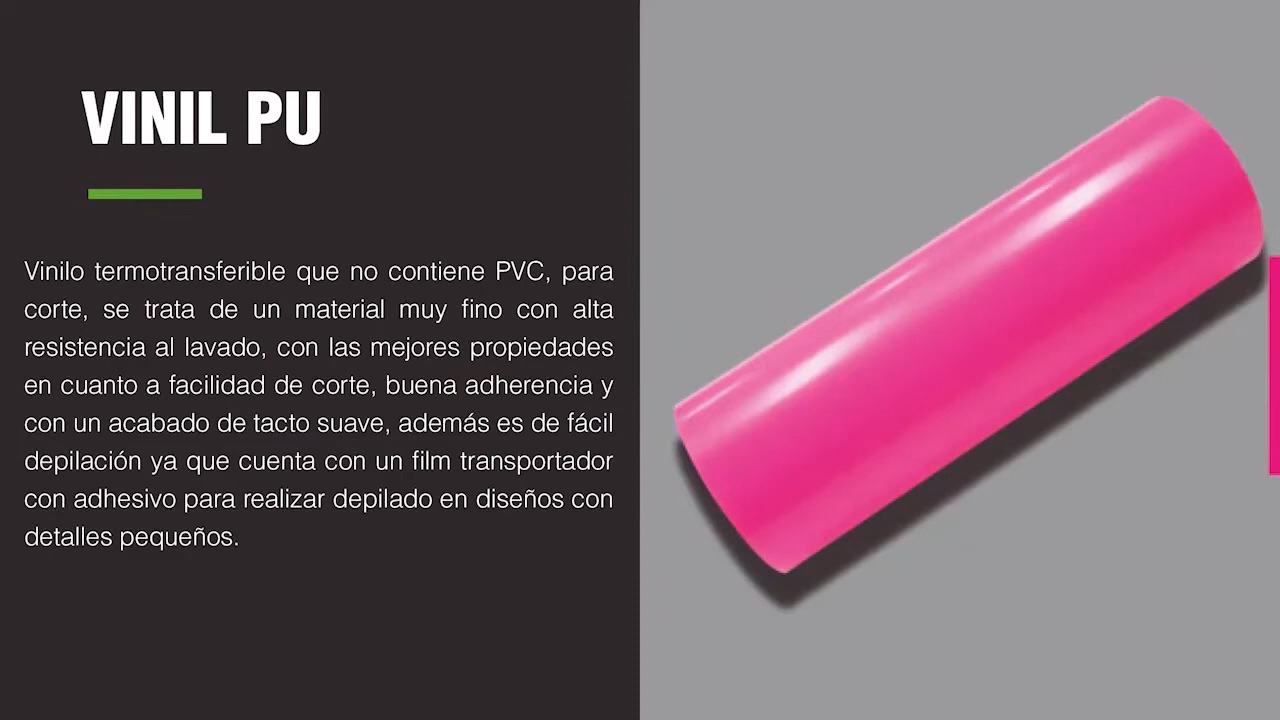 VINIL PU
Vinilo termotransferible que no contiene PVC, para
corte, se trata de un material muy fino con alta
resistencia al lavado, con las mejores propiedades
en cuanto a facilidad de corte, buena adherencia y
con un acabado de tacto suave, además es de fácil
depilación ya que cuenta con un film transportador
con adhesivo para realizar depilado en diseños con
detalles pequeños.